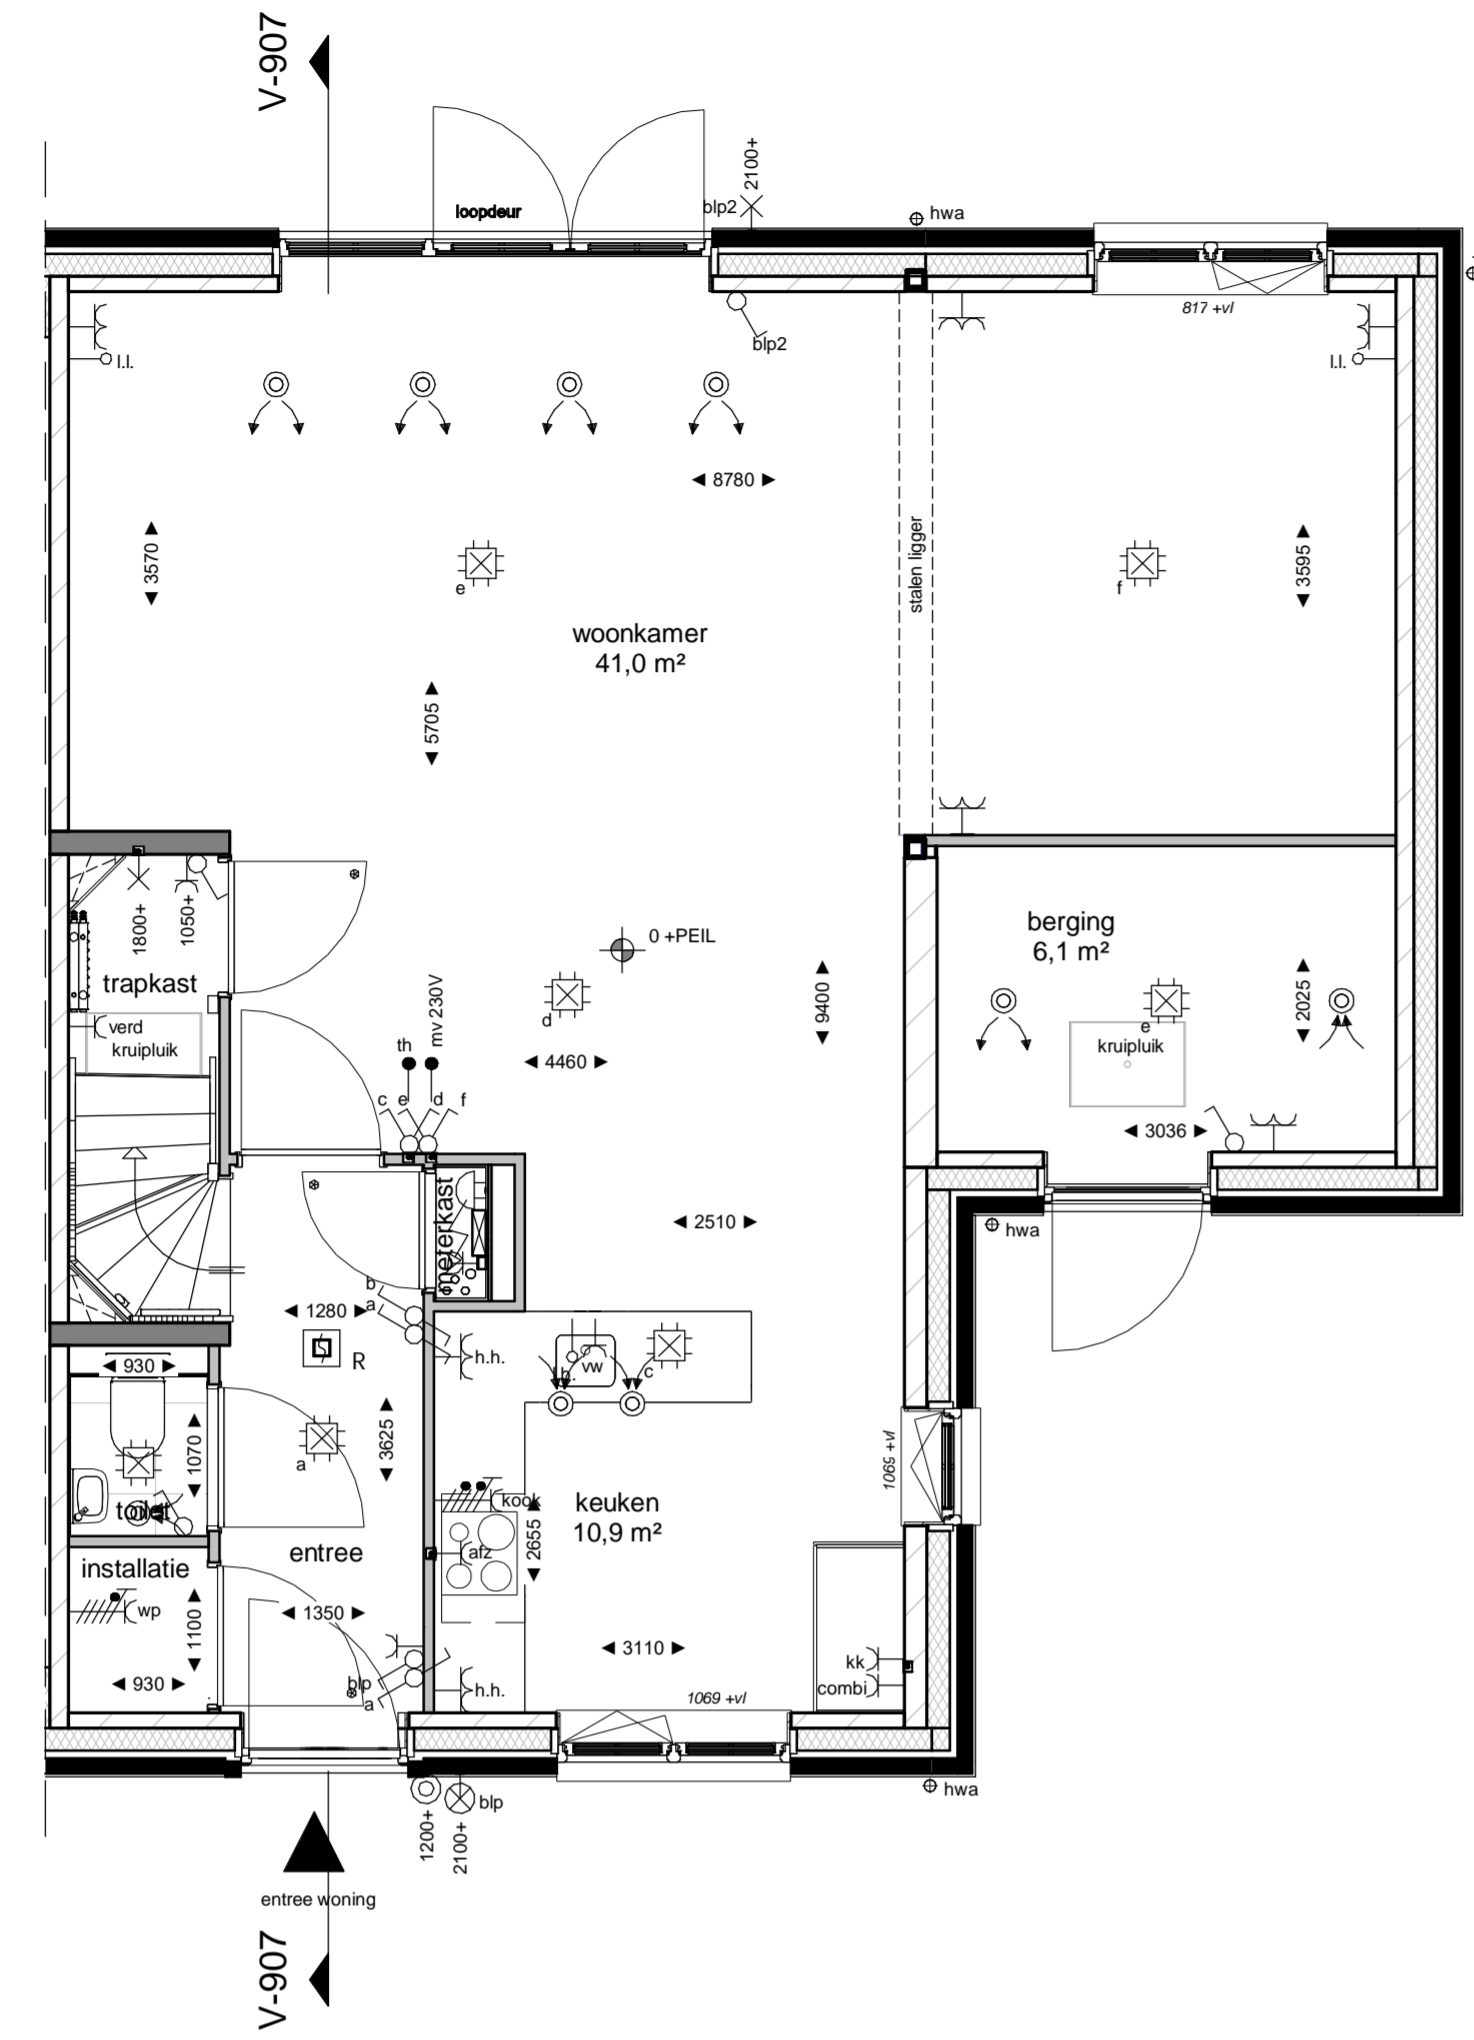 V-907
2100+
loopdeur
blp2
hwa
817 +vl
blp2
l.l.
l.l.
8780
3570
e
stalen ligger
f
3595
woonkamer
41,0 m²
5705
berging
6,1 m²
0 +PEIL
1800+
1050+
trapkast
verd
kruipluik
mv 230V
th
d
9400
e
2025
kruipluik
4460
c
e
d
f
3036
meterkast
2510
hwa
b
a
1280
R
930
h.h.
vw
c
1069 +vl
1070
a
3625
toilet
kook
keuken
10,9 m²
2655
afz
entree
installatie
wp
1100
1350
930
3110
kk
combi
blp
a
h.h.
1069 +vl
hwa
blp
1200+
2100+
entree woning
V-907